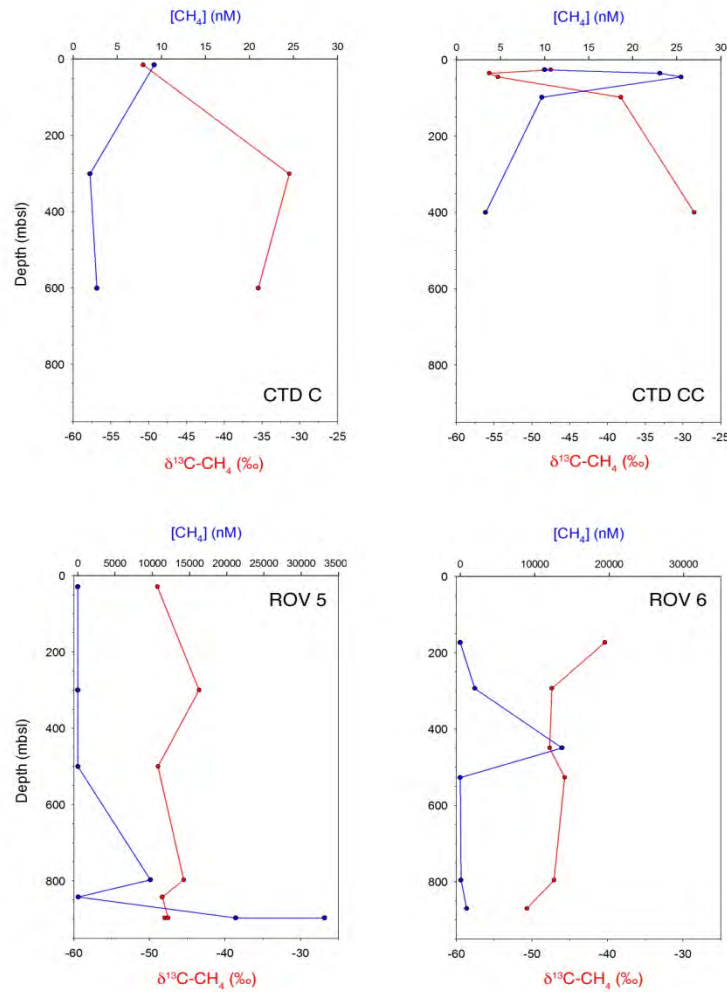 [CH₄] (nM)
0 5 10 15 20 25 30
0
200
400
600
800
Depth (mbsl)
CTD C
-60 -55 -50 -45 -40 -35 -30 -25
δ¹³C-CH₄ (‰)
[CH₄] (nM)
0 5 10 15 20 25 30
0
200
400
600
800
CTD CC
-60 -55 -50 -45 -40 -35 -30 -25
δ¹³C-CH₄ (‰)
[CH₄] (nM)
0 5000 10000 15000 20000 25000 30000 35000
0
200
400
600
800
Depth (mbsl)
ROV 5
-60 -50 -40 -30
δ¹³C-CH₄ (‰)
[CH₄] (nM)
0 10000 20000 30000
0
200
400
600
800
ROV 6
-60 -50 -40 -30
δ¹³C-CH₄ (‰)